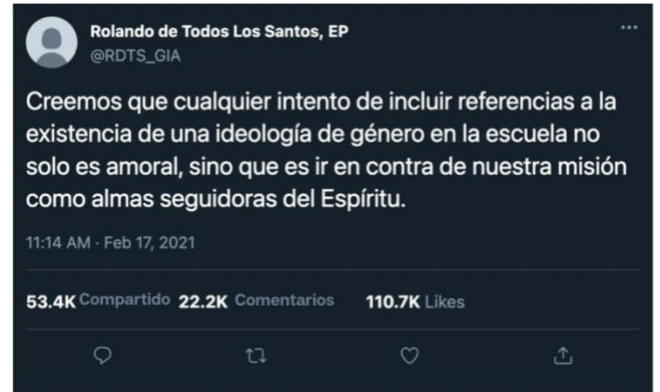 Rolando de Todos Los Santos, EP
@RDTS_GIA
Creemos que cualquier intento de incluir referencias a la
existencia de una ideología de género en la escuela no
solo es amoral, sino que es ir en contra de nuestra misión
como almas seguidoras del Espíritu.
11:14 AM · Feb 17, 2021
53.4K Compartido 22.2K Comentarios 110.7K Likes